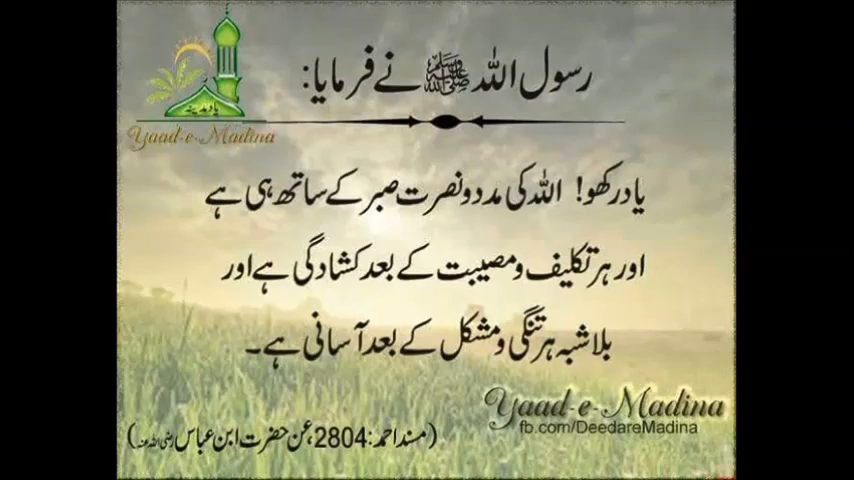 یاد مدینہ
Yaad-e-Madina
رسول اللہ ﷺ نے فرمایا:
یاد رکھو! اللہ کی مدد و نصرت صبر کے ساتھ ہی ہے
اور ہر تکلیف و مصیبت کے بعد کشادگی ہے اور
بلاشبہ ہر تنگی و مشکل کے بعد آسانی ہے۔
Yaad-e-Madina
fb.com/DeedareMadina
(مسند احمد: 2804، عن حضرت ابن عباس رضی اللہ عنہ)